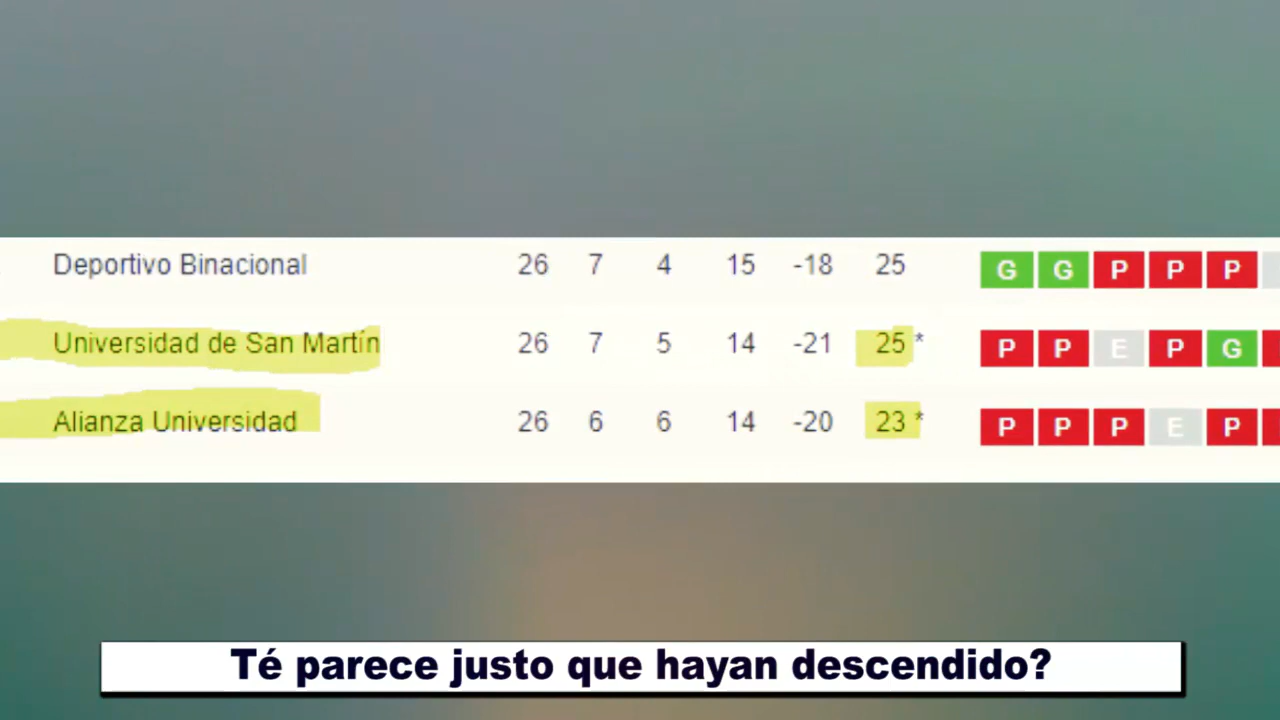 Deportivo Binacional 26 7 4 15 -18 25 G G P P P
Universidad de San Martín 26 7 5 14 -21 25 * P P E P G
Alianza Universidad 26 6 6 14 -20 23 * P P P E P
Té parece justo que hayan descendido?